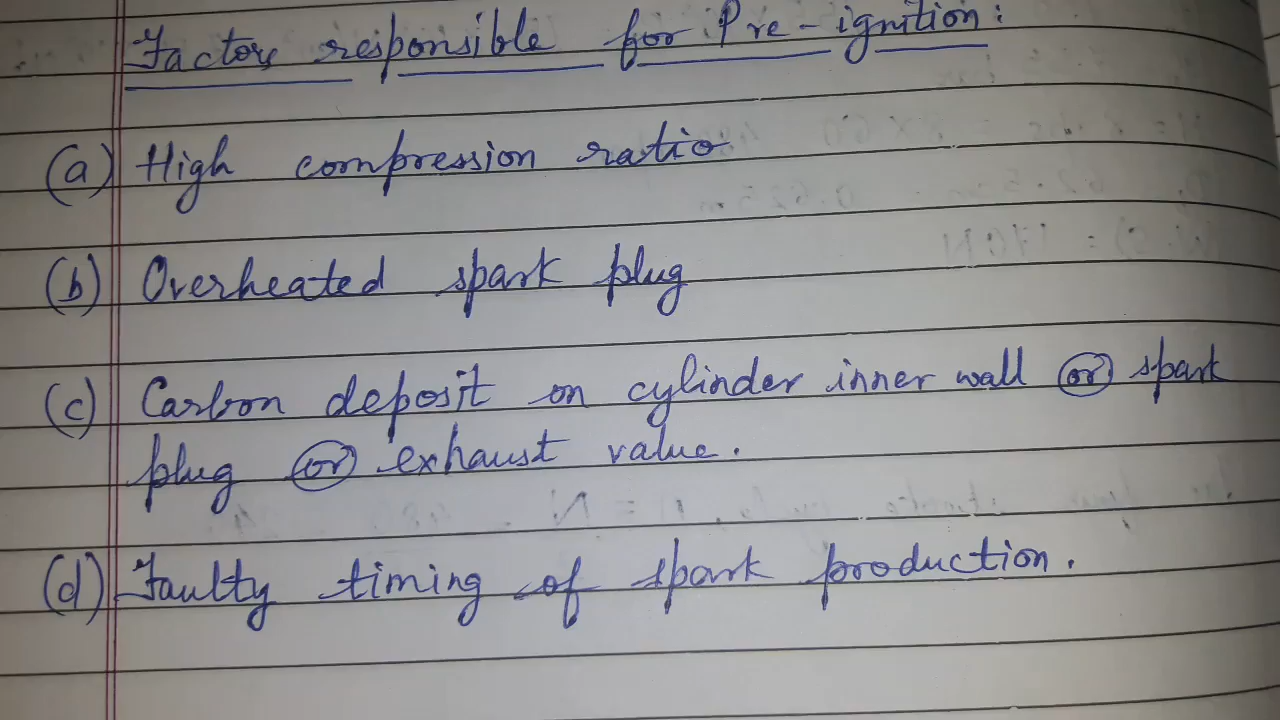 Factors responsible for Pre-ignition:
(a) High compression ratio
(b) Overheated spark plug
(c) Carbon deposit on cylinder inner wall or spark
plug or exhaust value.
(d) Faulty timing of spark production.